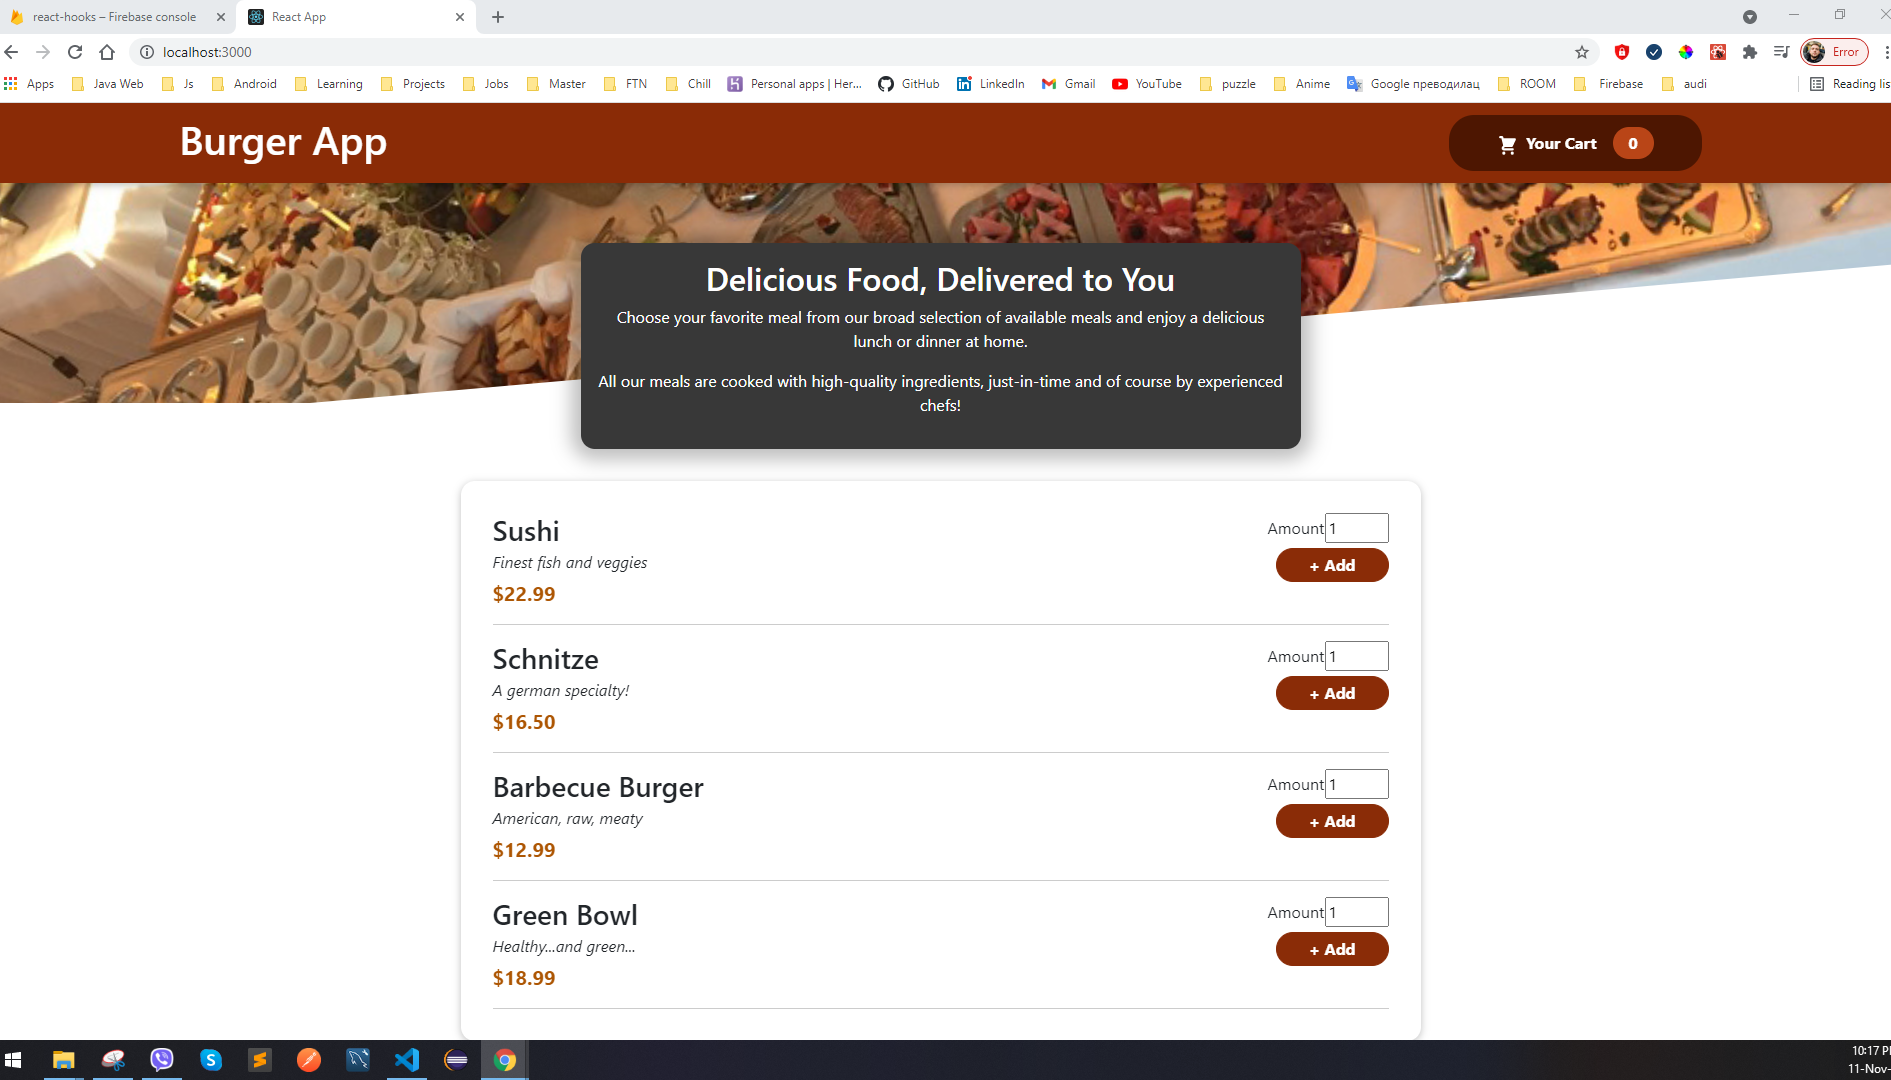 react-hooks – Firebase console
React App
localhost:3000
Error
Apps
Java Web
Js
Android
Learning
Projects
Jobs
Master
FTN
Chill
Personal apps | Her...
GitHub
LinkedIn
Gmail
YouTube
puzzle
Anime
Google преводилац
ROOM
Firebase
audi
Reading lis
Burger App
Your Cart 0
Delicious Food, Delivered to You
Choose your favorite meal from our broad selection of available meals and enjoy a delicious
lunch or dinner at home.
All our meals are cooked with high-quality ingredients, just-in-time and of course by experienced
chefs!
Sushi
Finest fish and veggies
$22.99
Amount 1
+ Add
Schnitze
A german specialty!
$16.50
Amount 1
+ Add
Barbecue Burger
American, raw, meaty
$12.99
Amount 1
+ Add
Green Bowl
Healthy...and green...
$18.99
Amount 1
+ Add
10:17 P
11-Nov-